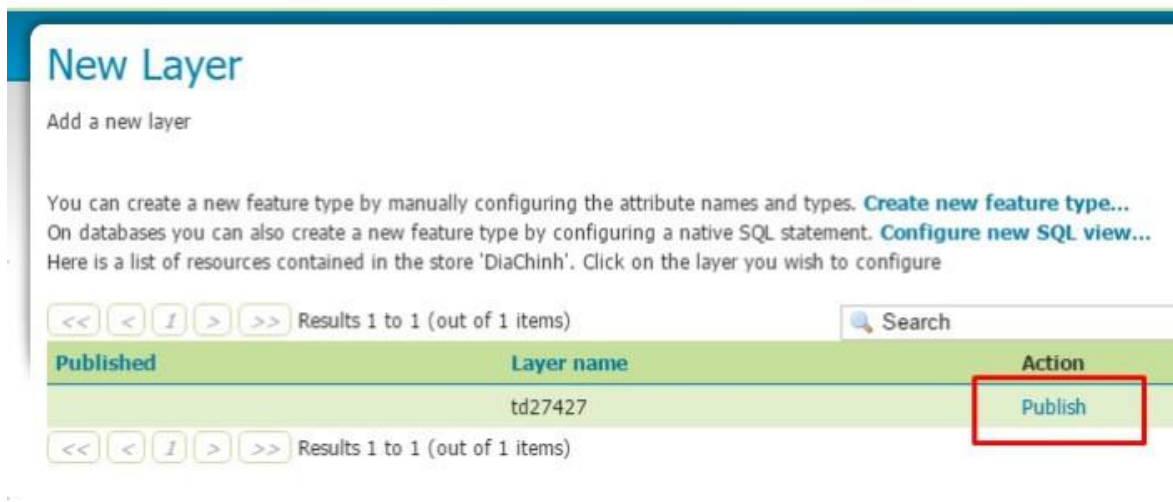 New Layer
Add a new layer
You can create a new feature type by manually configuring the attribute names and types. Create new feature type...
On databases you can also create a new feature type by configuring a native SQL statement. Configure new SQL view...
Here is a list of resources contained in the store 'DiaChinh'. Click on the layer you wish to configure
<< < 1 > >> Results 1 to 1 (out of 1 items) Search
Published Layer name Action
td27427 Publish
<< < 1 > >> Results 1 to 1 (out of 1 items)